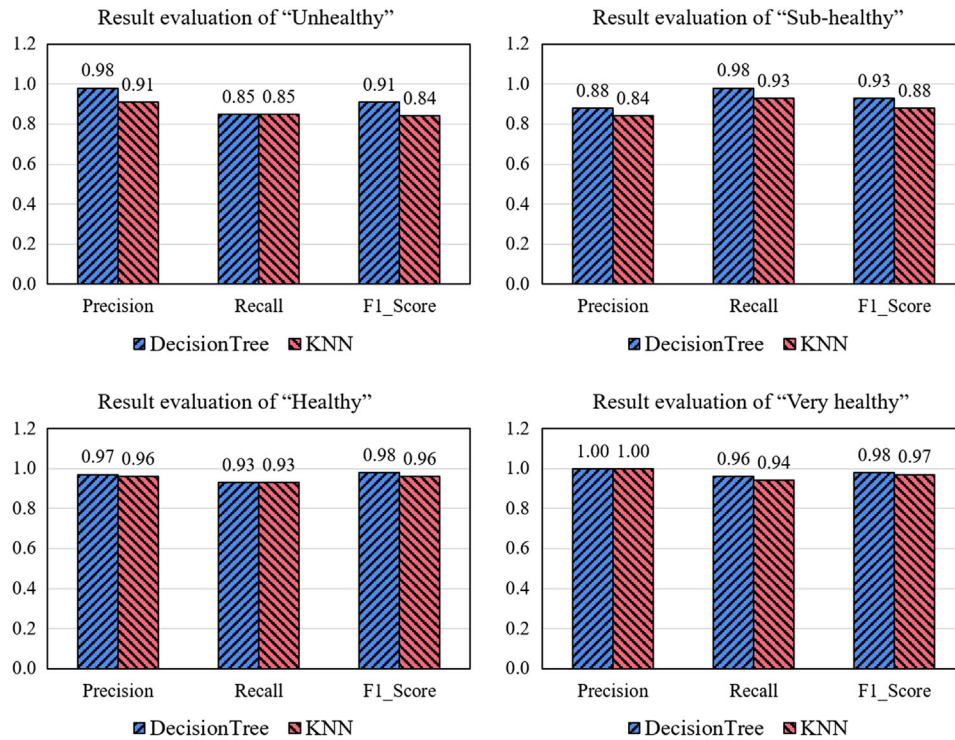 Result evaluation of “Unhealthy”
1.2
1.0
0.8
0.6
0.4
0.2
0.0
0.98
0.91
0.85
0.85
0.91
0.84
Precision
Recall
F1_Score
DecisionTree
KNN
Result evaluation of “Sub-healthy”
1.2
1.0
0.8
0.6
0.4
0.2
0.0
0.88
0.84
0.98
0.93
0.93
0.88
Precision
Recall
F1_Score
DecisionTree
KNN
Result evaluation of “Healthy”
1.2
1.0
0.8
0.6
0.4
0.2
0.0
0.97
0.96
0.93
0.93
0.98
0.96
Precision
Recall
F1_Score
DecisionTree
KNN
Result evaluation of “Very healthy”
1.2
1.0
0.8
0.6
0.4
0.2
0.0
1.00
1.00
0.96
0.94
0.98
0.97
Precision
Recall
F1_Score
DecisionTree
KNN